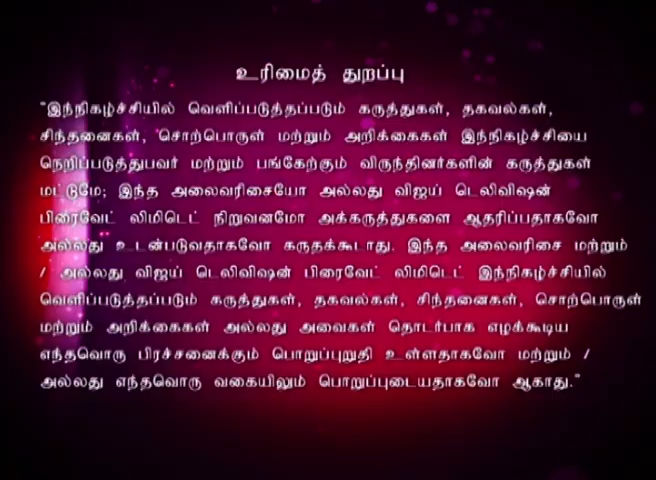 உரிமைத் துறப்பு
"இந்நிகழ்ச்சியில் வெளிப்படுத்தப்படும் கருத்துகள், தகவல்கள்,
சிந்தனைகள், சொற்பொருள் மற்றும் அறிக்கைகள் இந்நிகழ்ச்சியை
நெறிப்படுத்துபவர் மற்றும் பங்கேற்கும் விருந்தினர்களின் கருத்துகள்
மட்டுமே; இந்த அலைவரிசையோ அல்லது விஜய் டெலிவிஷன்
பிரைவேட் லிமிடெட் நிறுவனமோ அக்கருத்துகளை ஆதரிப்பதாகவோ
அல்லது உடன்படுவதாகவோ கருதக்கூடாது. இந்த அலைவரிசை மற்றும்
/ அல்லது விஜய் டெலிவிஷன் பிரைவேட் லிமிடெட் இந்நிகழ்ச்சியில்
வெளிப்படுத்தப்படும் கருத்துகள், தகவல்கள், சிந்தனைகள், சொற்பொருள்
மற்றும் அறிக்கைகள் அல்லது அவைகள் தொடர்பாக எழக்கூடிய
எந்தவொரு பிரச்சனைக்கும் பொறுப்புறுதி உள்ளதாகவோ மற்றும் /
அல்லது எந்தவொரு வகையிலும் பொறுப்புடையதாகவோ ஆகாது."